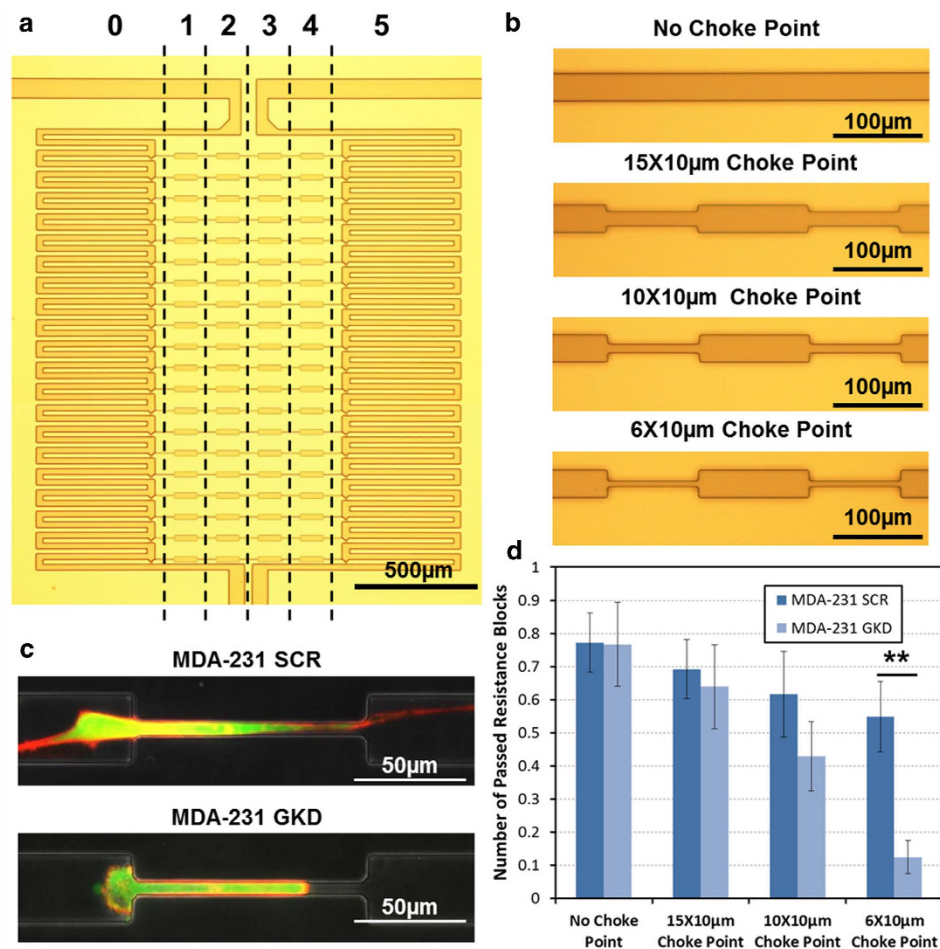 a
0 1 2 3 4 5
500µm
b
No Choke Point
100µm
15X10µm Choke Point
100µm
10X10µm Choke Point
100µm
6X10µm Choke Point
100µm
c
MDA-231 SCR
50µm
MDA-231 GKD
50µm
d
Number of Passed Resistance Blocks
1
0.9
0.8
0.7
0.6
0.5
0.4
0.3
0.2
0.1
0
MDA-231 SCR
MDA-231 GKD
**
No Choke
Point
15X10µm
Choke Point
10X10µm
Choke Point
6X10µm
Choke Point